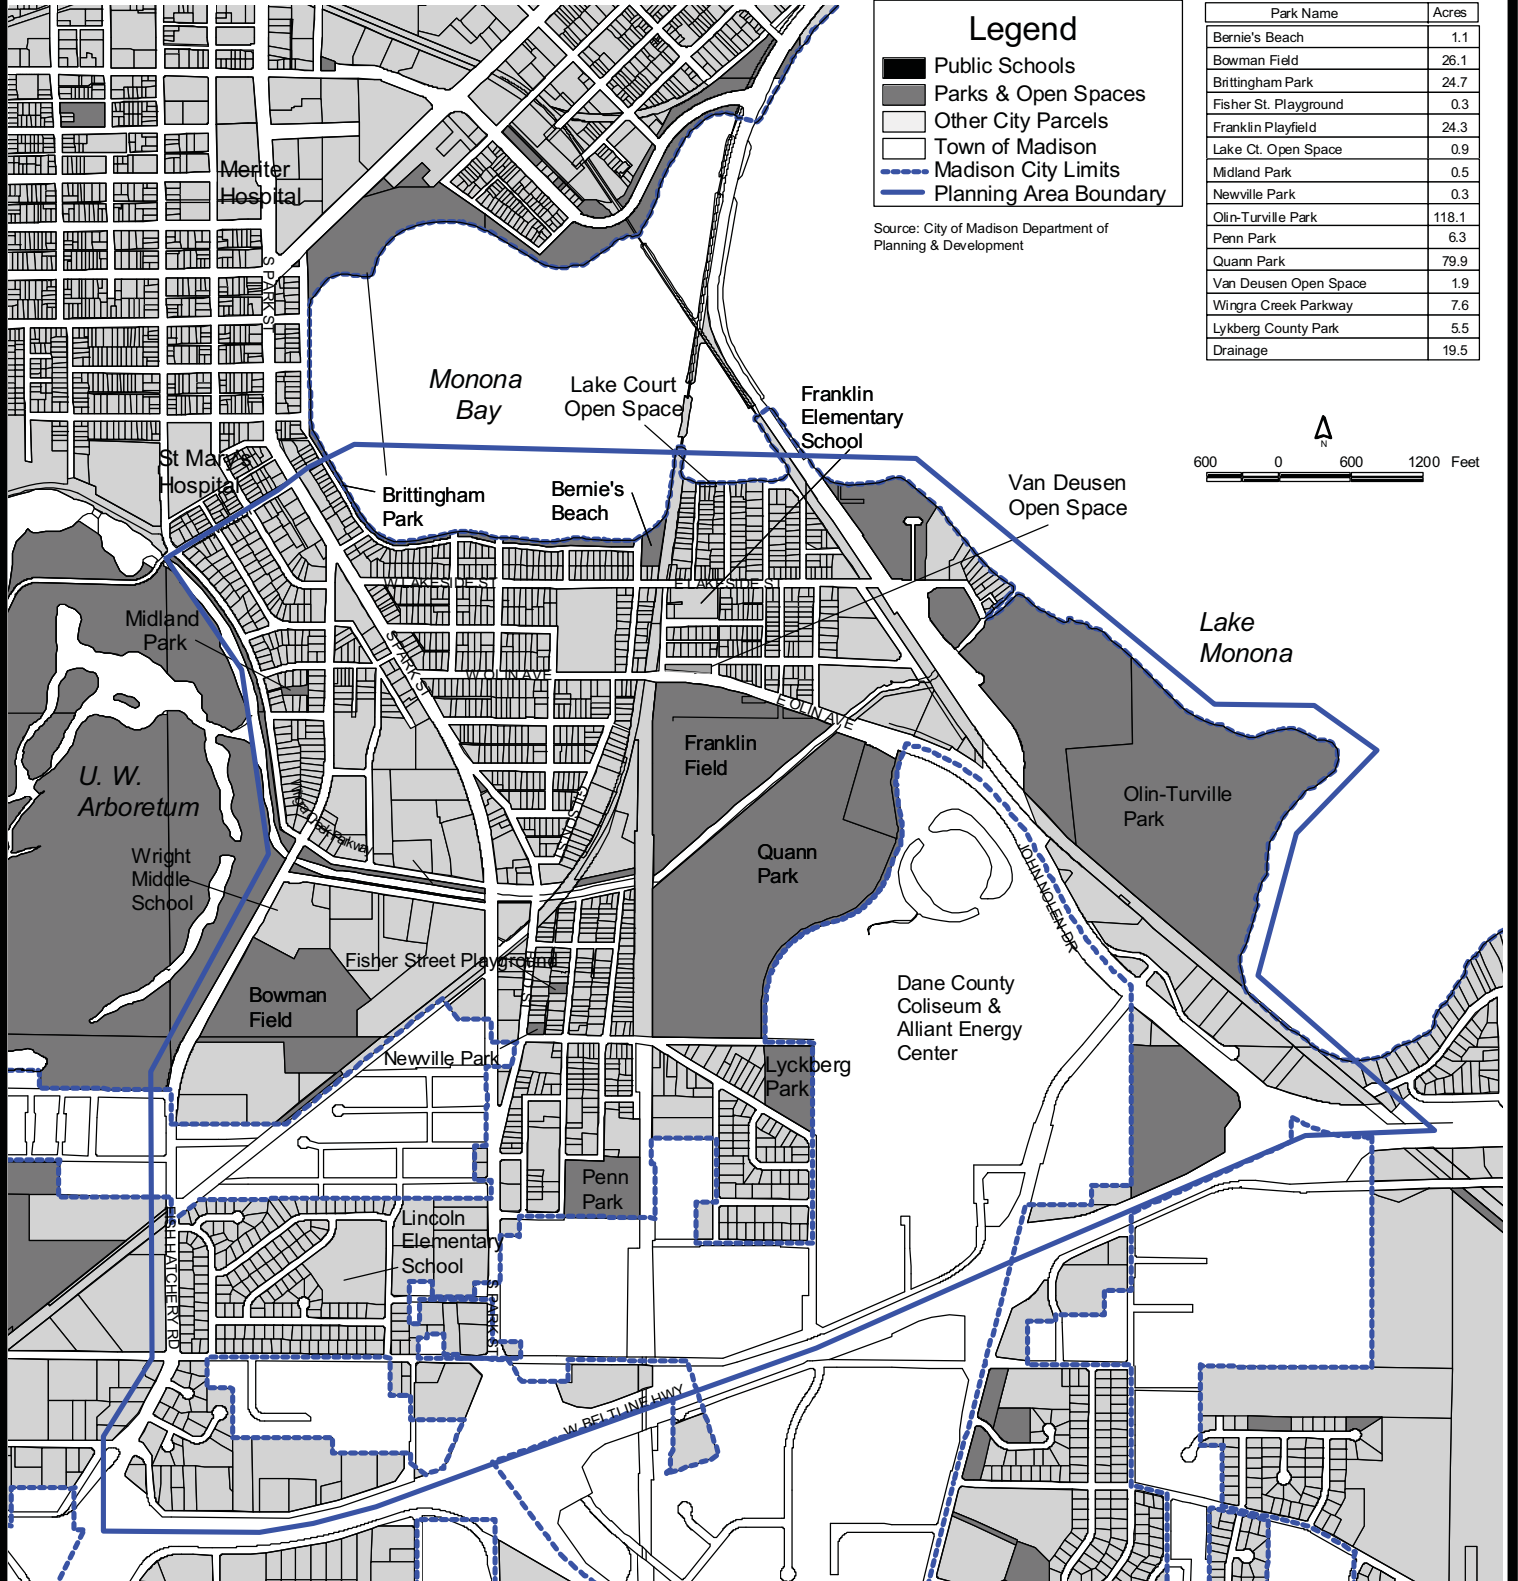 Legend
Public Schools
Parks & Open Spaces
Other City Parcels
Town of Madison
Madison City Limits
Planning Area Boundary
Source: City of Madison Department of
Planning & Development
Park Name Acres
Bernie's Beach 1.1
Bowman Field 26.1
Brittingham Park 24.7
Fisher St. Playground 0.3
Franklin Playfield 24.3
Lake Ct. Open Space 0.9
Midland Park 0.5
Newville Park 0.3
Olin-Turville Park 118.1
Penn Park 6.3
Quann Park 79.9
Van Deusen Open Space 1.9
Wingra Creek Parkway 7.6
Lykberg County Park 5.5
Drainage 19.5
N
600 0 600 1200 Feet
Meriter
Hospital
S PARK ST
Monona
Bay
Lake Court
Open Space
Franklin
Elementary
School
St Mary's
Hospital
Brittingham
Park
Bernie's
Beach
Van Deusen
Open Space
W LAKESIDE ST
E LAKESIDE ST
Midland
Park
S PARK ST
W OLIN AVE
E OLIN AVE
Lake
Monona
Franklin
Field
U. W.
Arboretum
Olin-Turville
Park
Wingra Creek Parkway
GILSON ST
Quann
Park
Wright
Middle
School
JOHN NOLEN DR
Fisher Street Playground
Bowman
Field
Dane County
Coliseum &
Alliant Energy
Center
Newville Park
Lyckberg
Park
Penn
Park
Lincoln
Elementary
School
FISH HATCHERY RD
S PARK ST
W BELTLINE HWY